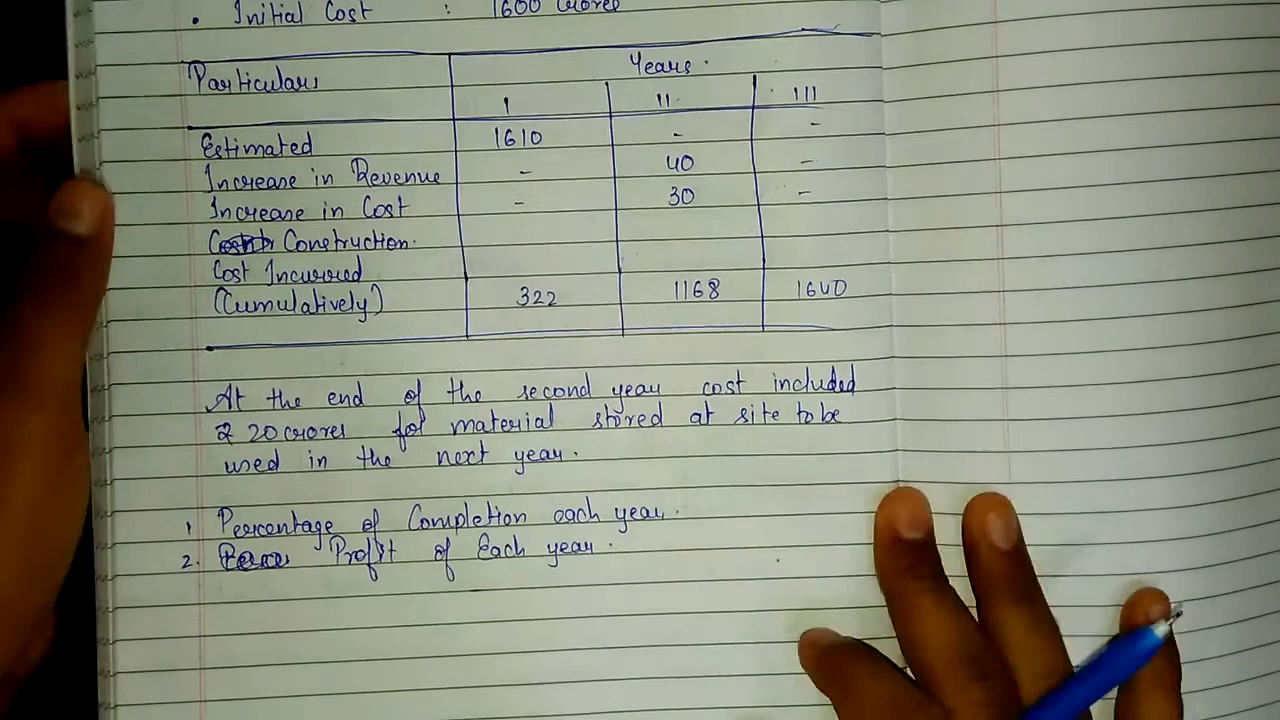 • Initial Cost : 1600 crores
Particulars Years.
I II III
Estimated 1610 - -
Increase in Revenue - 40 -
Increase in Cost - 30 -
Construction.
Cost Incurred
(Cumulatively) 322 1168 1640
At the end of the second year cost included
₹ 20 crores for material stored at site to be
used in the next year.
1. Percentage of Completion each year.
2. Profit of Each year.